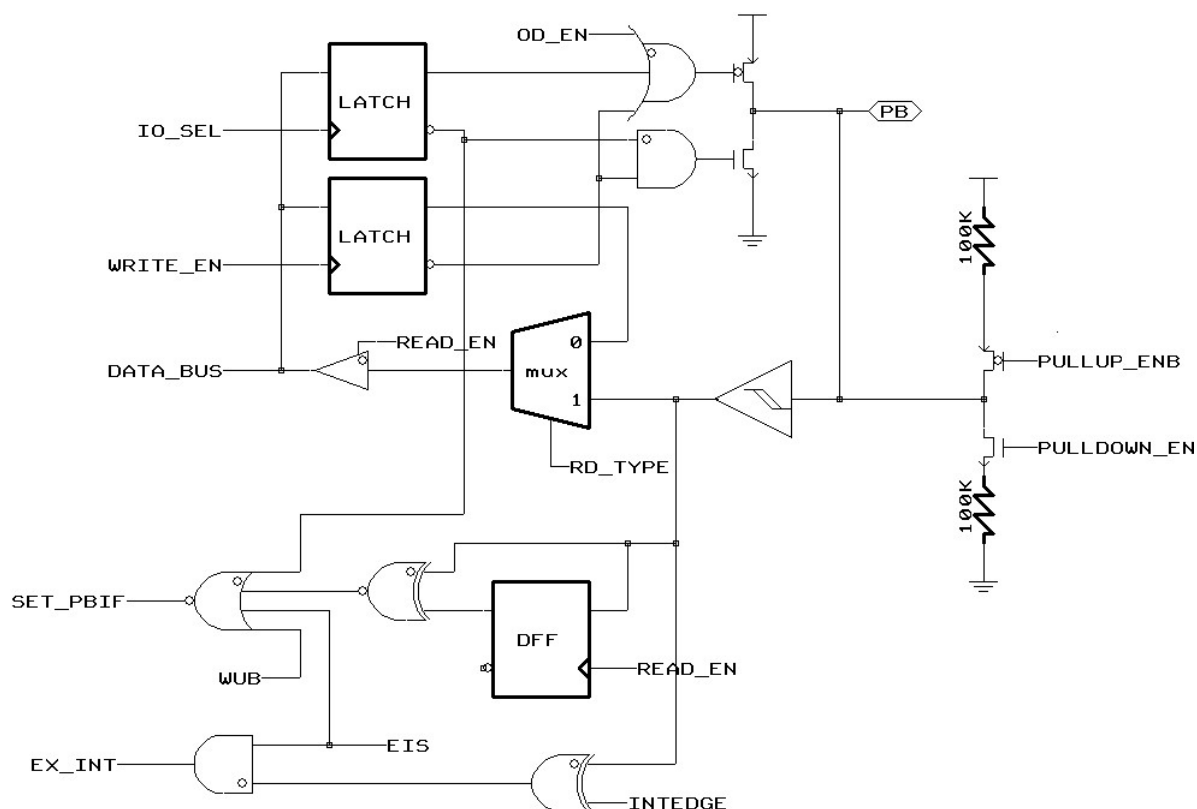 OD_EN
LATCH
PB
IO_SEL
LATCH
WRITE_EN
100K
READ_EN
0
DATA_BUS
mux
PULLUP_ENB
1
PULLDOWN_EN
RD_TYPE
100K
SET_PBIF
DFF
READ_EN
WUB
EIS
EX_INT
INTEDGE